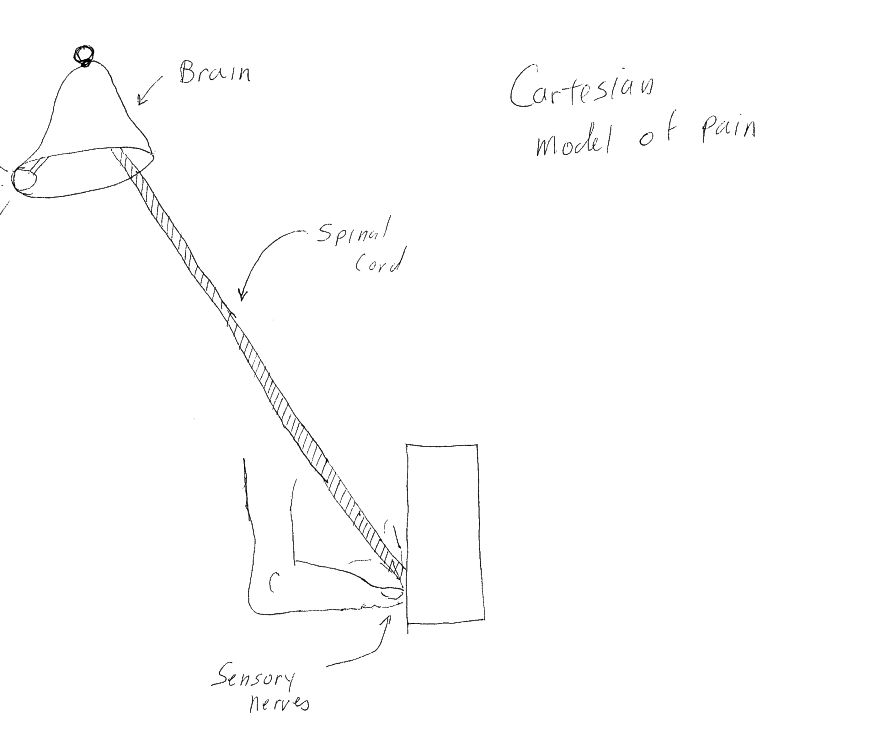 Brain
Cartesian
model of pain
Spinal
Cord
Sensory
nerves